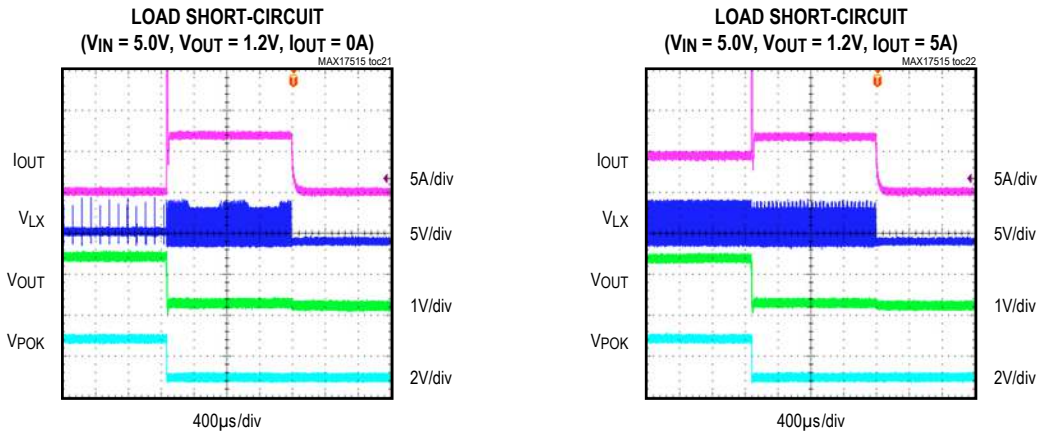 LOAD SHORT-CIRCUIT
(VIN = 5.0V, VOUT = 1.2V, IOUT = 0A)
MAX17515 toc21
IOUT
5A/div
VLX
5V/div
VOUT
1V/div
VPOK
2V/div
400µs/div
LOAD SHORT-CIRCUIT
(VIN = 5.0V, VOUT = 1.2V, IOUT = 5A)
MAX17515 toc22
IOUT
5A/div
VLX
5V/div
VOUT
1V/div
VPOK
2V/div
400µs/div